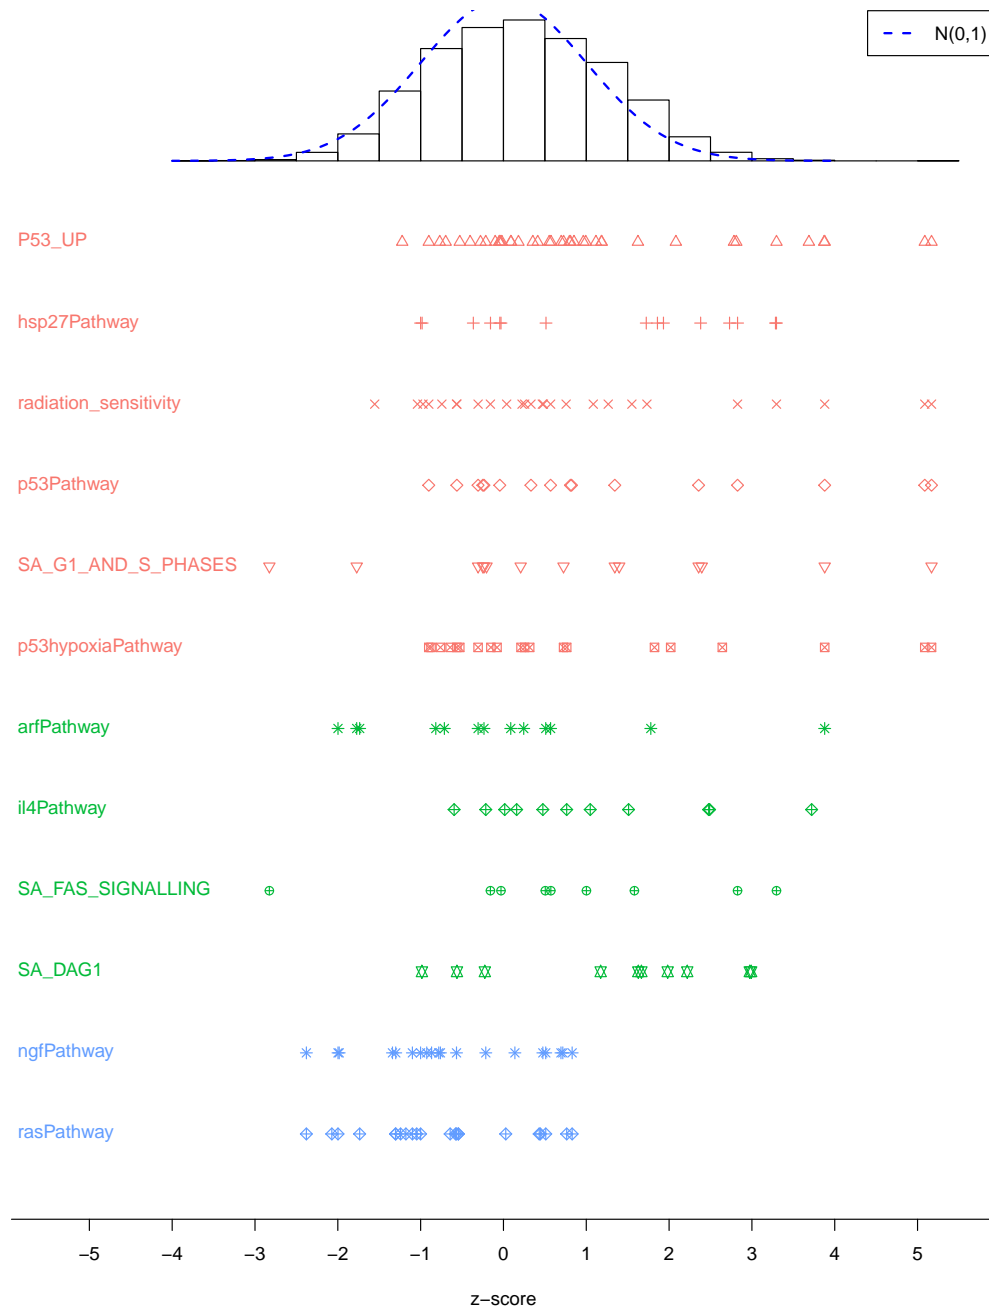 N(0,1)
P53_UP
hsp27Pathway
radiation_sensitivity
p53Pathway
SA_G1_AND_S_PHASES
p53hypoxiaPathway
arfPathway
il4Pathway
SA_FAS_SIGNALLING
SA_DAG1
ngfPathway
rasPathway
−5 −4 −3 −2 −1 0 1 2 3 4 5
z−score